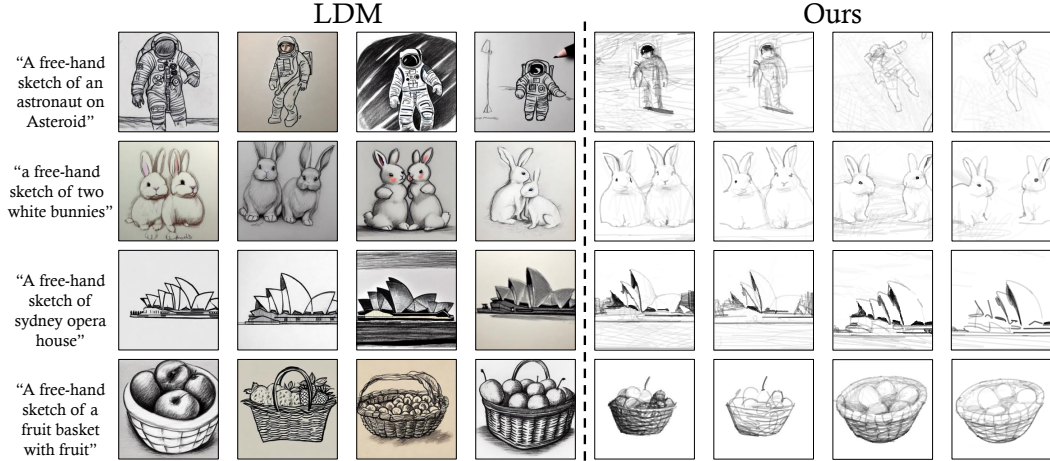 LDM
Ours
“A free-hand
sketch of an
astronaut on
Asteroid”
“a free-hand
sketch of two
white bunnies”
“A free-hand
sketch of
sydney opera
house”
“A free-hand
sketch of a
fruit basket
with fruit”